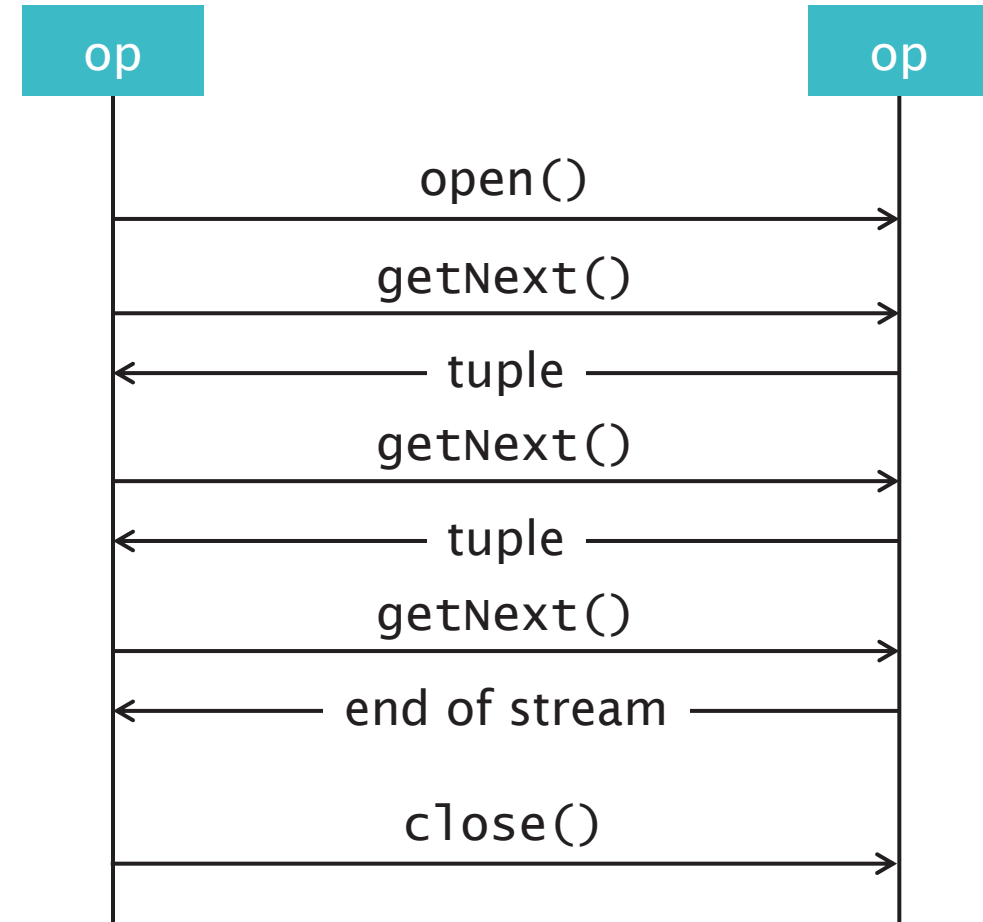 op op
open()
getNext()
tuple
getNext()
tuple
getNext()
end of stream
close()